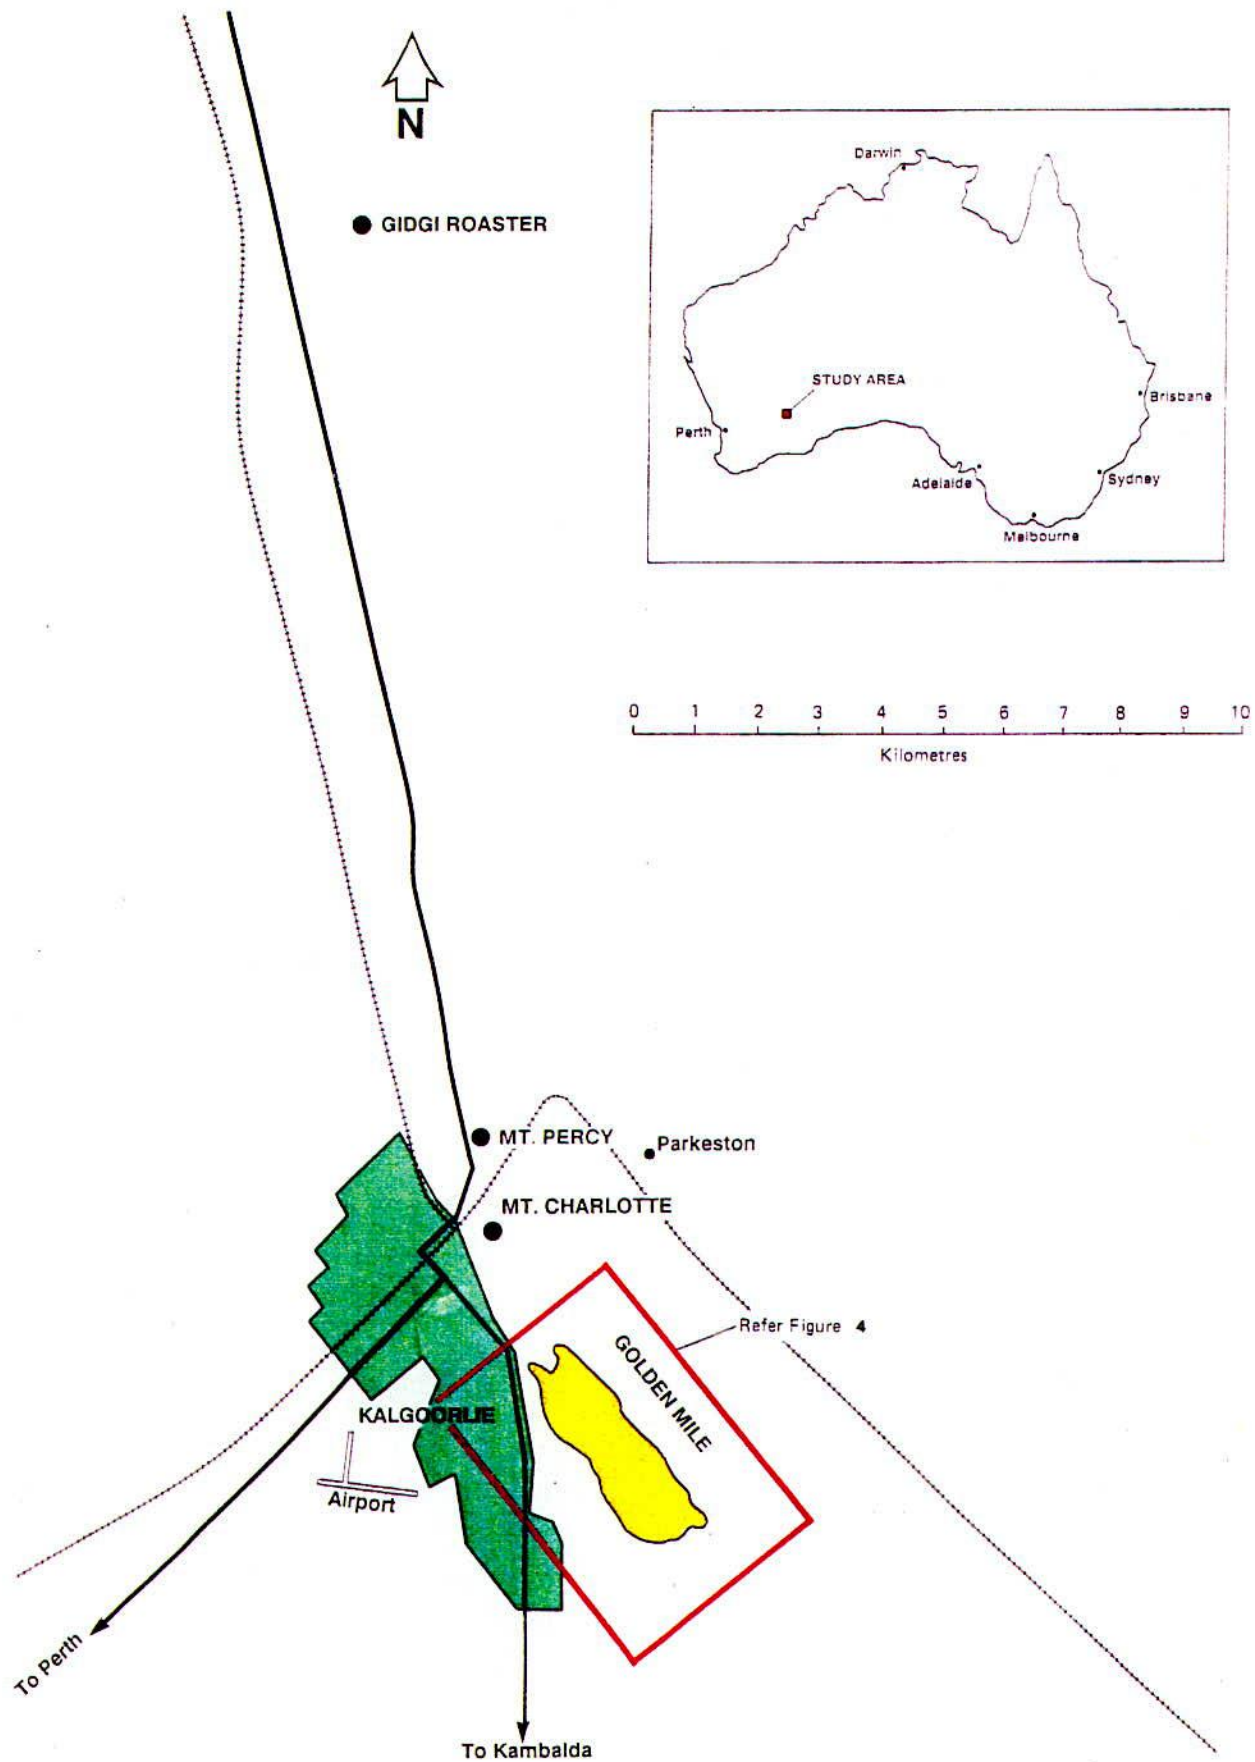 N
GIDGI ROASTER
Darwin
STUDY AREA
Brisbane
Perth
Adelaide
Sydney
Melbourne
0 1 2 3 4 5 6 7 8 9 10
Kilometres
MT. PERCY
Parkeston
MT. CHARLOTTE
Refer Figure 4
GOLDEN MILE
KALGOORLIE
Airport
To Perth
To Kambalda